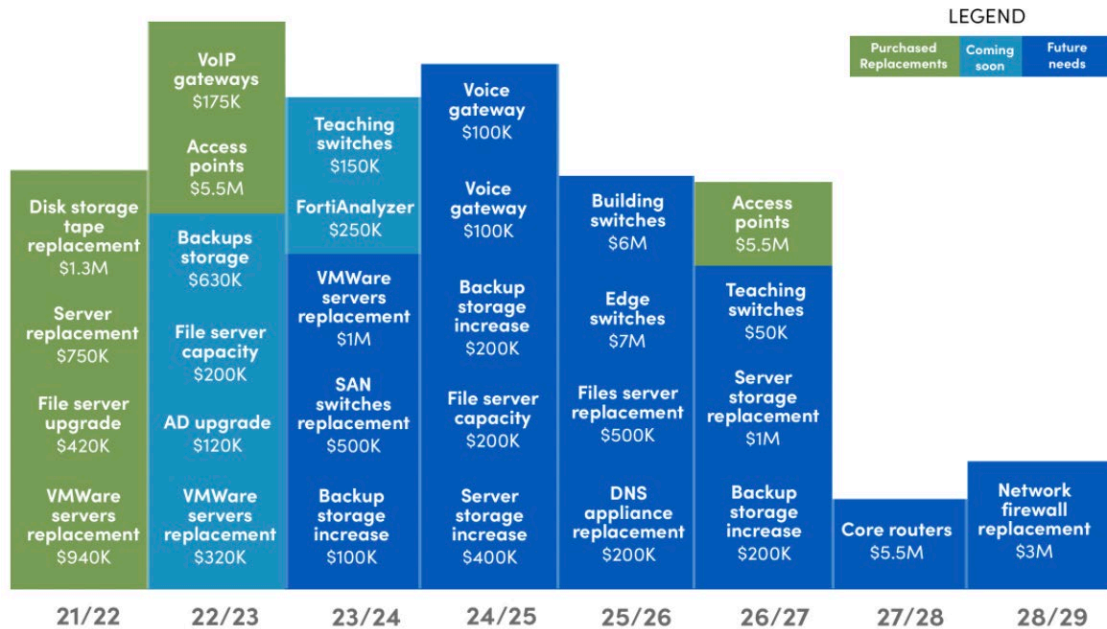 LEGEND
Purchased
Replacements
Coming
soon
Future
needs
Disk storage
tape
replacement
$1.3M
Server
replacement
$750K
File server
upgrade
$420K
VMWare
servers
replacement
$940K
21/22
VoIP
gateways
$175K
Access
points
$5.5M
Backups
storage
$630K
File server
capacity
$200K
AD upgrade
$120K
VMWare
servers
replacement
$320K
22/23
Teaching
switches
$150K
FortiAnalyzer
$250K
VMWare
servers
replacement
$1M
SAN
switches
replacement
$500K
Backup
storage
increase
$100K
23/24
Voice
gateway
$100K
Voice
gateway
$100K
Backup
storage
increase
$200K
File server
capacity
$200K
Server
storage
increase
$400K
24/25
Building
switches
$6M
Edge
switches
$7M
Files server
replacement
$500K
DNS
appliance
replacement
$200K
25/26
Access
points
$5.5M
Teaching
switches
$50K
Server
storage
replacement
$1M
Backup
storage
increase
$200K
26/27
Core routers
$5.5M
27/28
Network
firewall
replacement
$3M
28/29